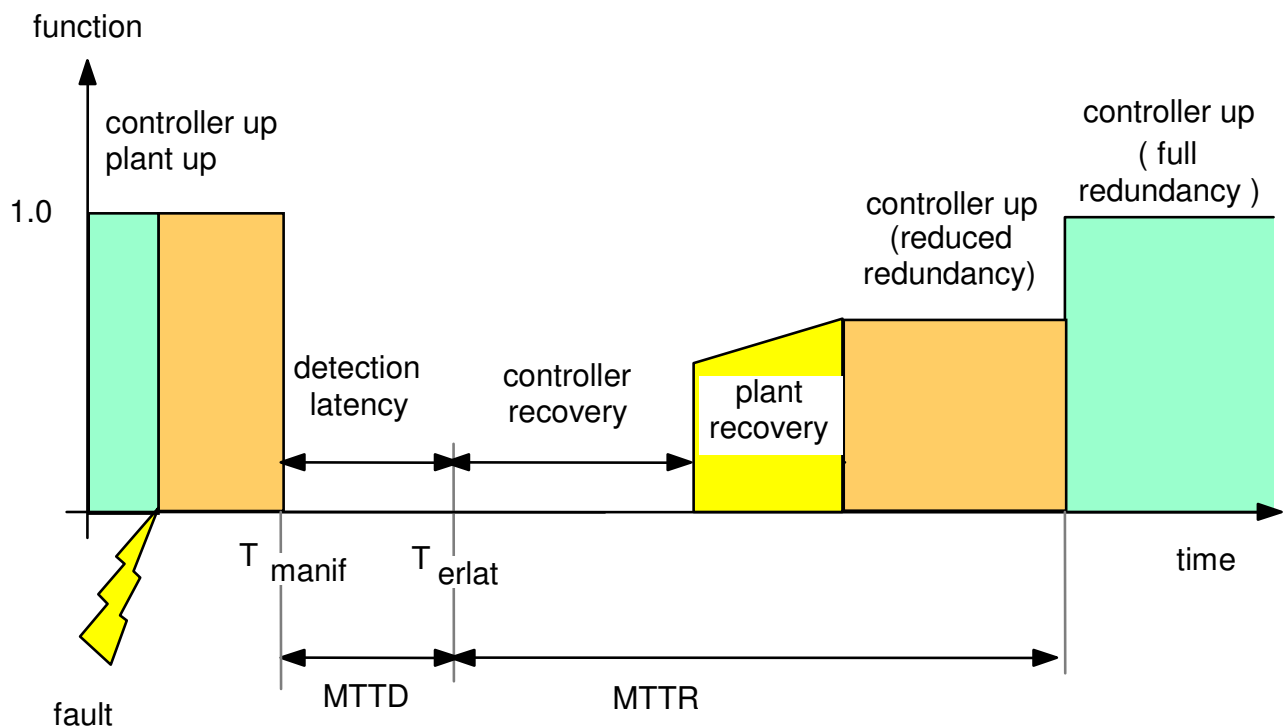 function
controller up
plant up
1.0
controller up
( full
redundancy )
controller up
(reduced
redundancy)
detection
latency
controller
recovery
plant
recovery
T manif
T erlat
time
MTTD
MTTR
fault